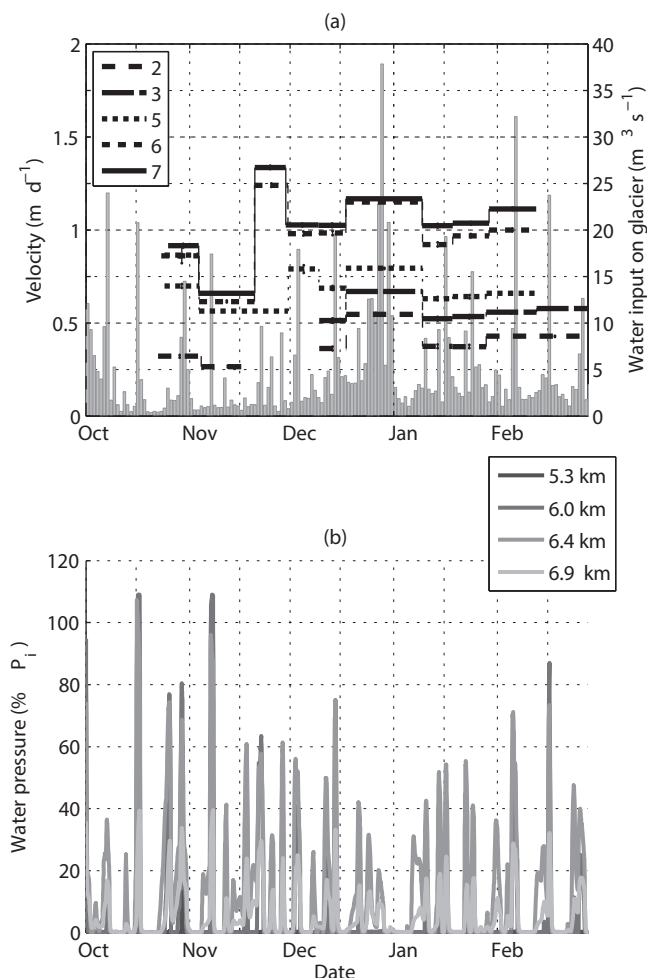 (a)
2
1.5
1
0.5
0
Velocity (m d⁻¹)
2
3
5
6
7
40
35
30
25
20
15
10
5
0
Water input on glacier (m ³ s⁻¹)
Oct Nov Dec Jan Feb
5.3 km
6.0 km
6.4 km
6.9 km
(b)
120
100
80
60
40
20
0
Water pressure (% P i )
Oct Nov Dec Jan Feb
Date